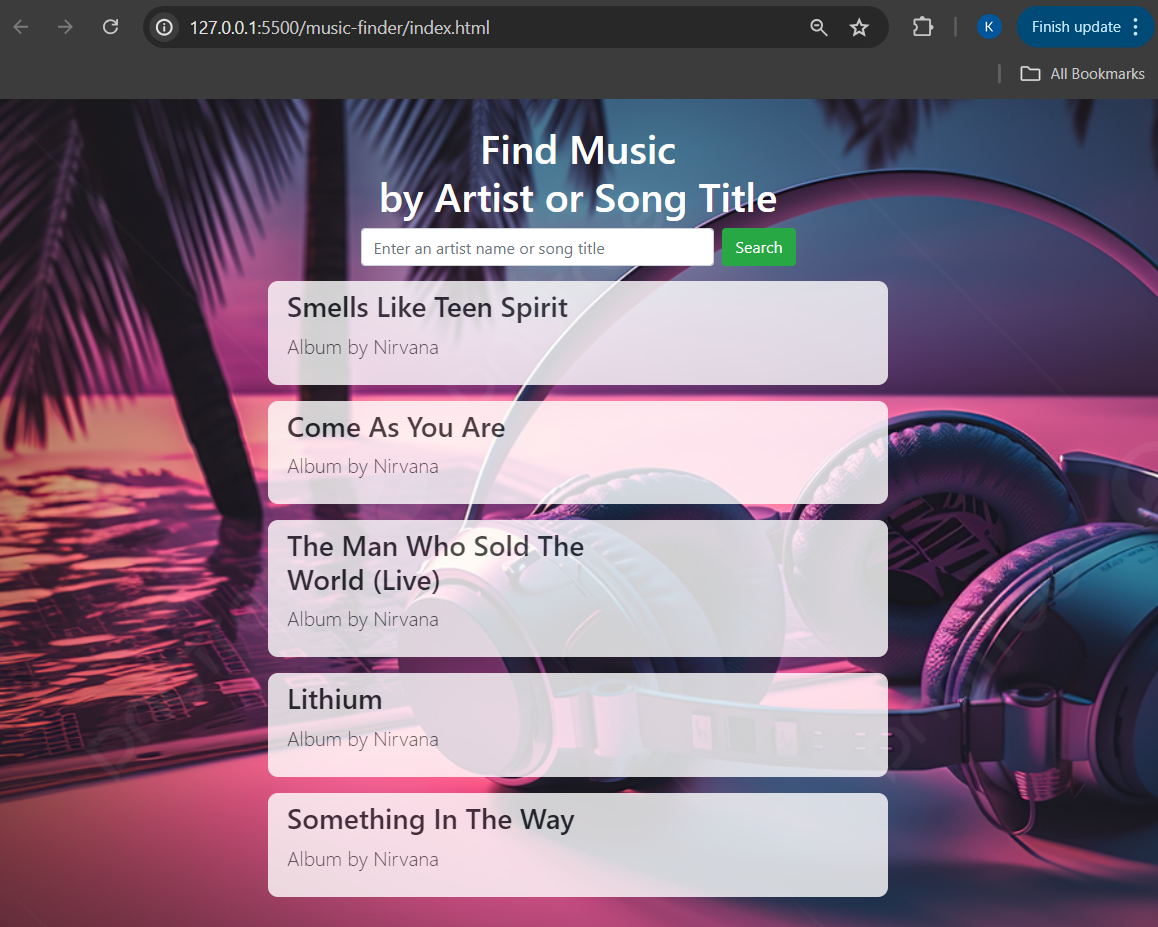 127.0.0.1:5500/music-finder/index.html
K
Finish update
All Bookmarks
Find Music
by Artist or Song Title
Enter an artist name or song title
Search
Smells Like Teen Spirit
Album by Nirvana
Come As You Are
Album by Nirvana
The Man Who Sold The
World (Live)
Album by Nirvana
Lithium
Album by Nirvana
Something In The Way
Album by Nirvana